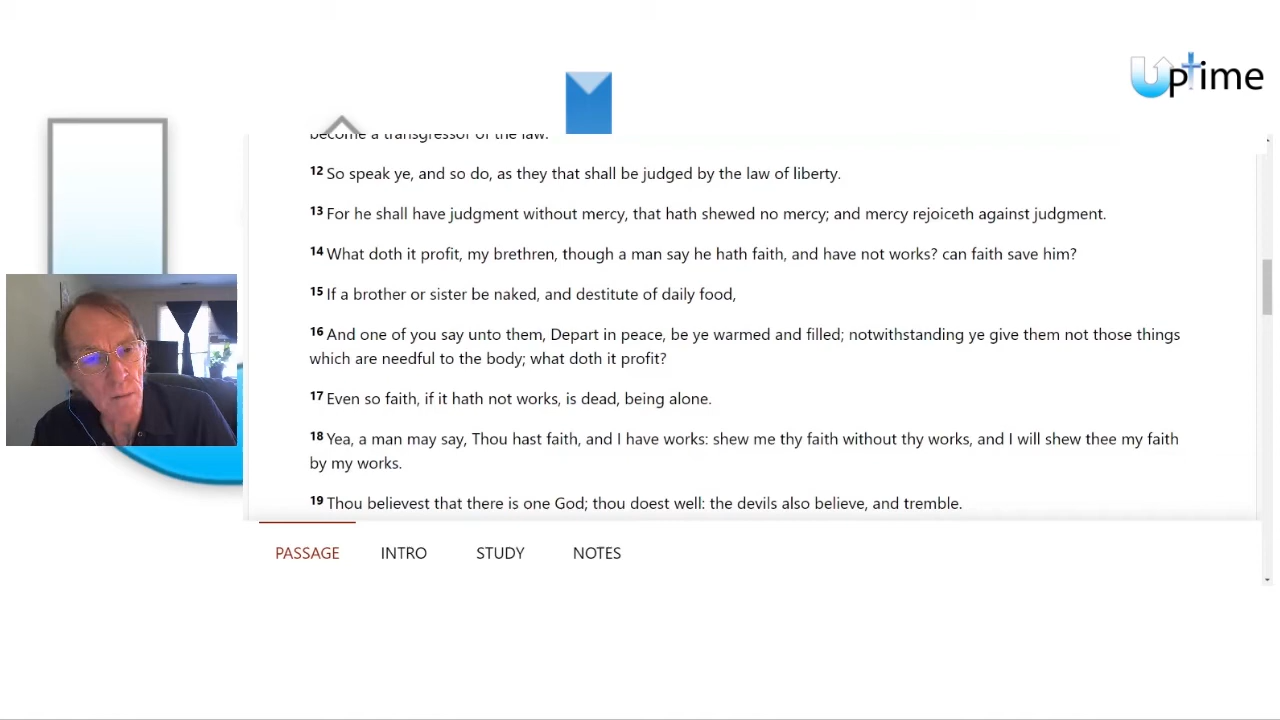 Uptime
become a transgressor of the law.
12 So speak ye, and so do, as they that shall be judged by the law of liberty.
13 For he shall have judgment without mercy, that hath shewed no mercy; and mercy rejoiceth against judgment.
14 What doth it profit, my brethren, though a man say he hath faith, and have not works? can faith save him?
15 If a brother or sister be naked, and destitute of daily food,
16 And one of you say unto them, Depart in peace, be ye warmed and filled; notwithstanding ye give them not those things
which are needful to the body; what doth it profit?
17 Even so faith, if it hath not works, is dead, being alone.
18 Yea, a man may say, Thou hast faith, and I have works: shew me thy faith without thy works, and I will shew thee my faith
by my works.
19 Thou believest that there is one God; thou doest well: the devils also believe, and tremble.
PASSAGE INTRO STUDY NOTES